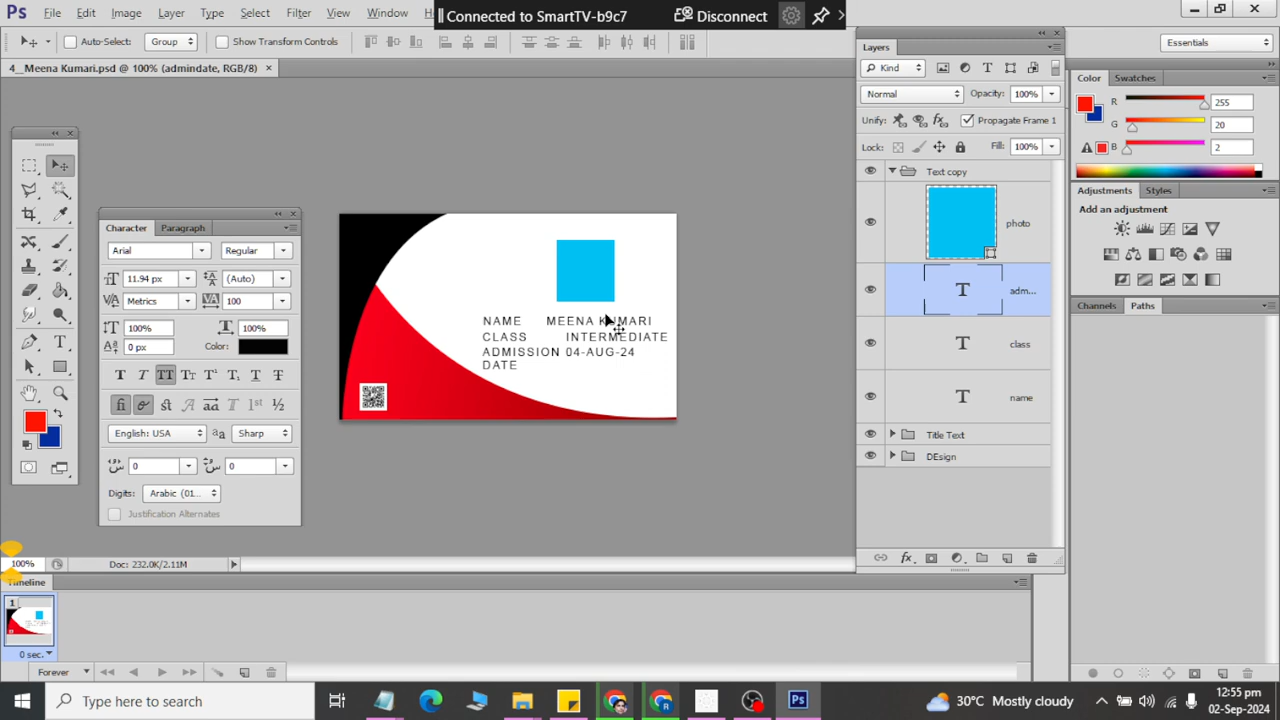 Connected to SmartTV-b9c7 Disconnect
Ps File Edit Image Layer Type Select Filter View Window
Auto-Select: Group Show Transform Controls Essentials
4__Meena Kumari.psd @ 100% (admindate, RGB/8) ×
Layers
Kind
Normal Opacity: 100%
Unify: Propagate Frame 1
Lock: Fill: 100%
Text copy
photo
T adm...
T class
T name
Title Text
DEsign
Color Swatches
R 255
G 20
B 2
Adjustments Styles
Add an adjustment
Channels Paths
Character Paragraph
Arial Regular
11.94 px (Auto)
Metrics 100
100% 100%
0 px Color:
English: USA Sharp
0 0
Digits: Arabic (01...
Justification Alternates
NAME MEENA KUMARI
CLASS INTERMEDIATE
ADMISSION 04-AUG-24
DATE
100% Doc: 232.0K/2.11M
Timeline
1
0 sec.
Forever
Type here to search
30°C Mostly cloudy
12:55 pm
02-Sep-2024